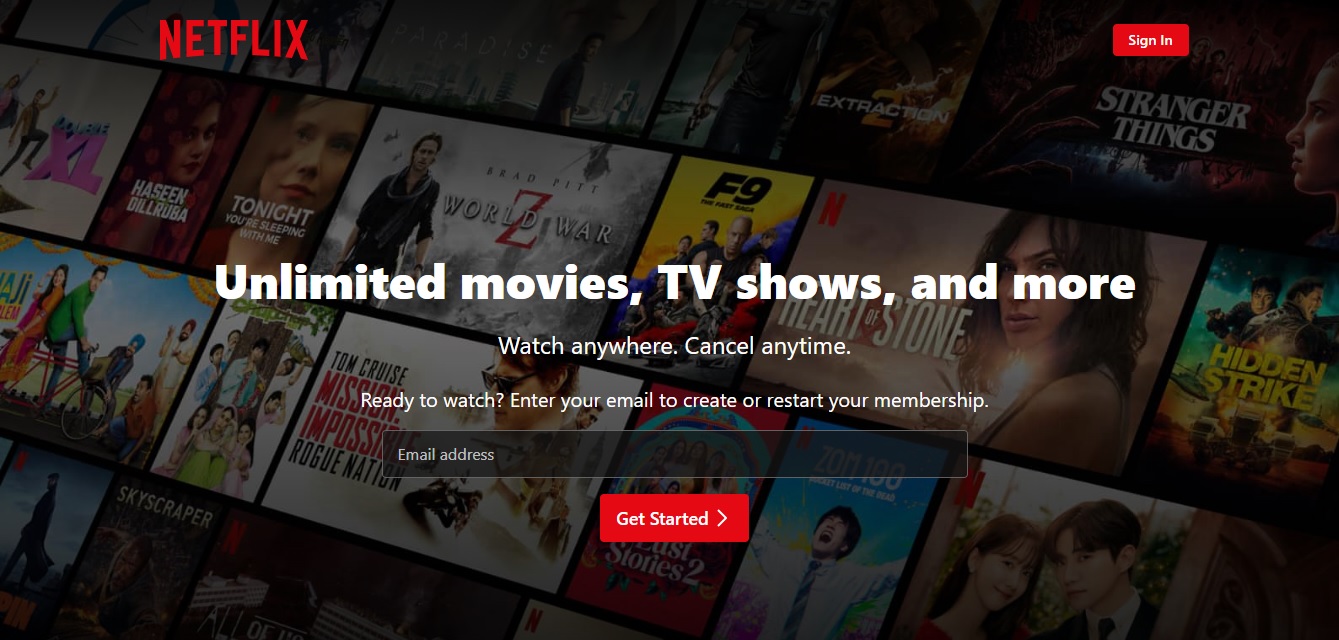 NETFLIX
Sign In
PARADISE
EXTRACTION
2
STRANGER
THINGS
DOUBLE
XL
HASEEN
DILLRUBA
TONIGHT
YOU'RE SLEEPING
WITH ME
BRAD PITT
WORLD WAR
Z
F9
THE FAST SAGA
N
Unlimited movies, TV shows, and more
HEART OF STONE
HIDDEN
STRIKE
Watch anywhere. Cancel anytime.
TOM CRUISE
MISSION
IMPOSSIBLE
ROGUE NATION
Ready to watch? Enter your email to create or restart your membership.
Email address
ZOM 100
BUCKET LIST OF THE DEAD
SKYSCRAPER
Get Started
Lust
Stories 2
ALL OF US